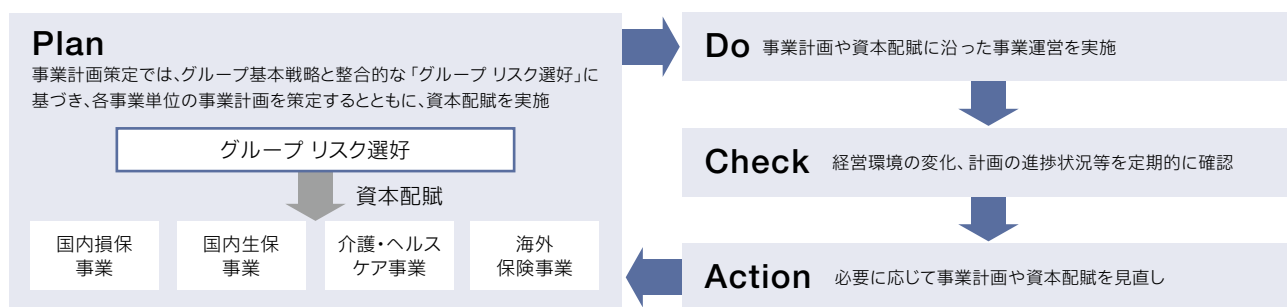 Plan
事業計画策定では、グループ基本戦略と整合的な「グループ リスク選好」に
基づき、各事業単位の事業計画を策定するとともに、資本配賦を実施
グループ リスク選好
資本配賦
国内損保
事業
国内生保
事業
介護・ヘルス
ケア事業
海外
保険事業
Do 事業計画や資本配賦に沿った事業運営を実施
Check 経営環境の変化、計画の進捗状況等を定期的に確認
Action 必要に応じて事業計画や資本配賦を見直し